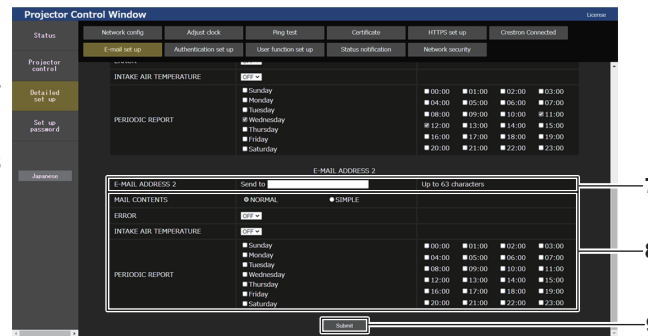 Projector Control Window
License
Status
Network config Adjust clock Ping test Certificate HTTPS set up Crestron Connected
E-mail set up Authentication set up User function set up Status notification Network security
Projector control
Detailed set up
Set up password
Japanese
INTAKE AIR TEMPERATURE OFF
PERIODIC REPORT
Sunday
Monday
Tuesday
Wednesday
Thursday
Friday
Saturday
00:00 01:00 02:00 03:00
04:00 05:00 06:00 07:00
08:00 09:00 10:00 11:00
12:00 13:00 14:00 15:00
16:00 17:00 18:00 19:00
20:00 21:00 22:00 23:00
E-MAIL ADDRESS 2
E-MAIL ADDRESS 2 Send to Up to 63 characters
7
MAIL CONTENTS NORMAL SIMPLE
ERROR OFF
INTAKE AIR TEMPERATURE OFF
8
PERIODIC REPORT
Sunday
Monday
Tuesday
Wednesday
Thursday
Friday
Saturday
00:00 01:00 02:00 03:00
04:00 05:00 06:00 07:00
08:00 09:00 10:00 11:00
12:00 13:00 14:00 15:00
16:00 17:00 18:00 19:00
20:00 21:00 22:00 23:00
Submit
9